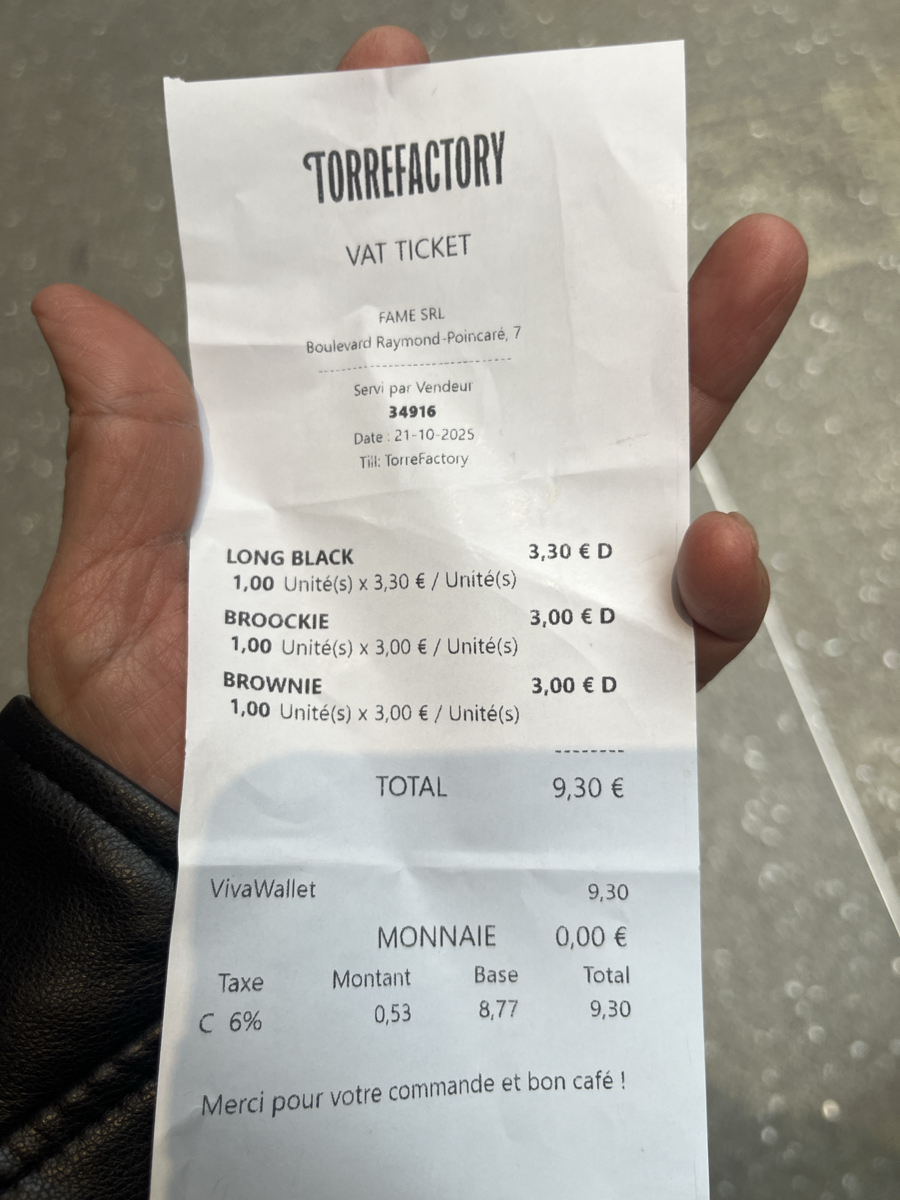 TORREFACTORY
VAT TICKET
FAME SRL
Boulevard Raymond-Poincaré, 7
--------------------------------
Servi par Vendeur
34916
Date : 21-10-2025
Till: TorreFactory
LONG BLACK 3,30 € D
1,00 Unité(s) x 3,30 € / Unité(s)
BROOCKIE 3,00 € D
1,00 Unité(s) x 3,00 € / Unité(s)
BROWNIE 3,00 € D
1,00 Unité(s) x 3,00 € / Unité(s)
--------
TOTAL 9,30 €
VivaWallet 9,30
MONNAIE 0,00 €
Taxe Montant Base Total
C 6% 0,53 8,77 9,30
Merci pour votre commande et bon café !